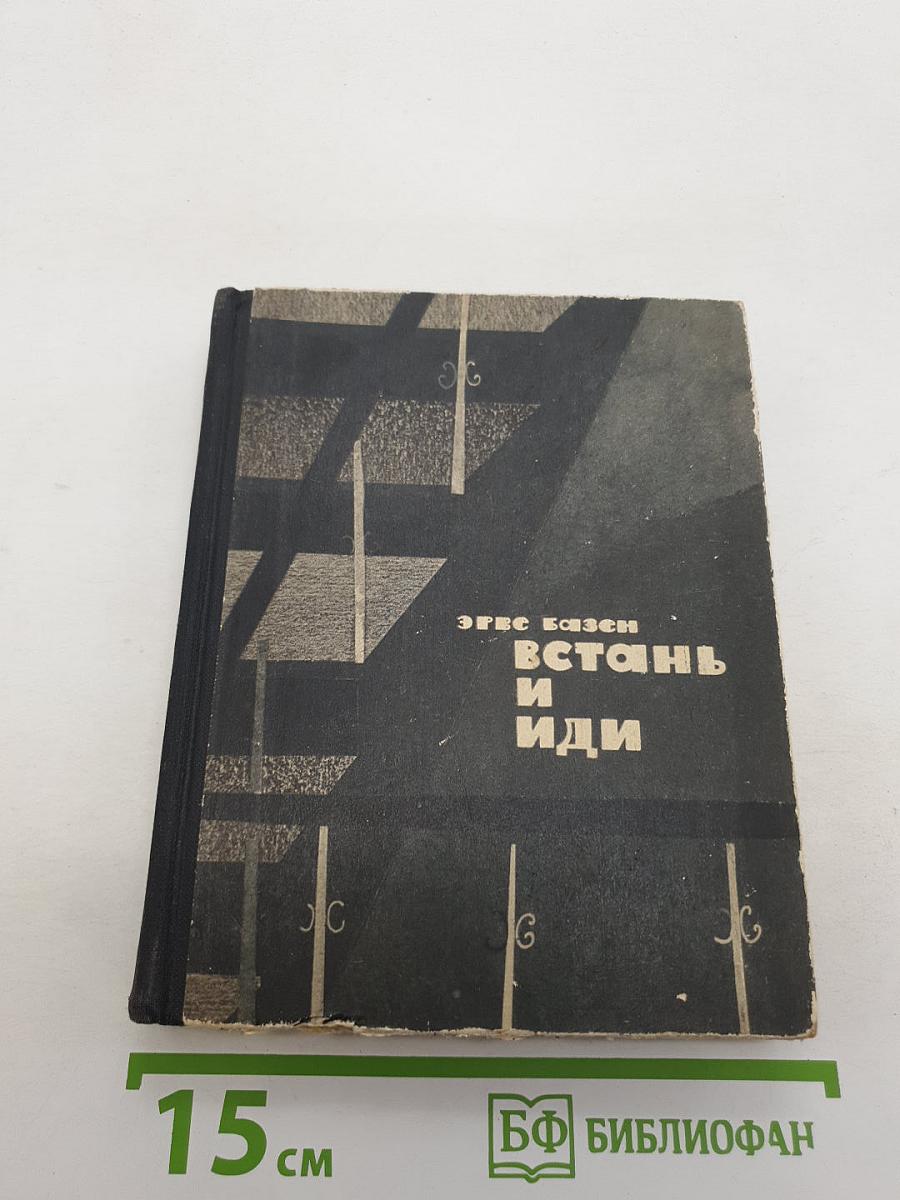 ЭРВЕ БАЗЕН
ВСТАНЬ
И
ИДИ
15 см
БФ БИБЛИОФАН